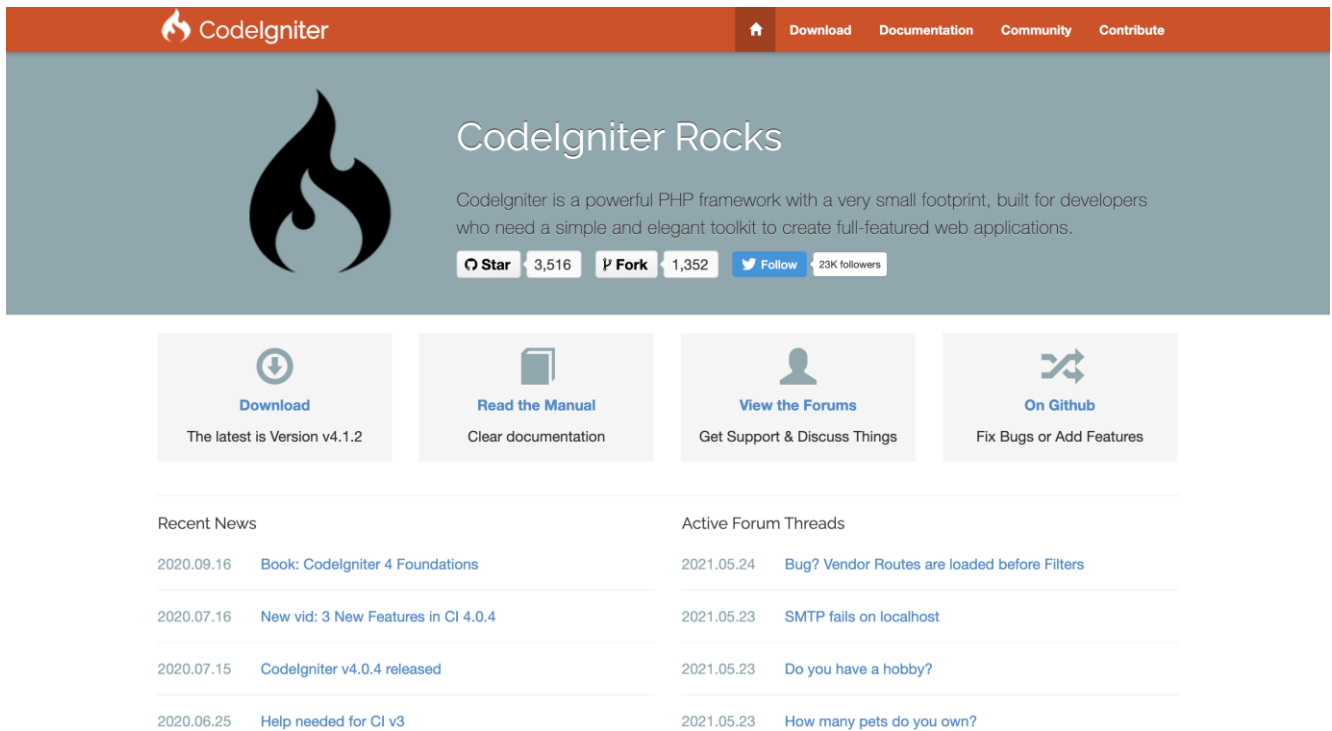 CodeIgniter
Download Documentation Community Contribute
CodeIgniter Rocks
CodeIgniter is a powerful PHP framework with a very small footprint, built for developers
who need a simple and elegant toolkit to create full-featured web applications.
Star 3,516 Fork 1,352 Follow 23K followers
Download
The latest is Version v4.1.2
Read the Manual
Clear documentation
View the Forums
Get Support & Discuss Things
On Github
Fix Bugs or Add Features
Recent News
2020.09.16 Book: CodeIgniter 4 Foundations
2020.07.16 New vid: 3 New Features in CI 4.0.4
2020.07.15 CodeIgniter v4.0.4 released
2020.06.25 Help needed for CI v3
Active Forum Threads
2021.05.24 Bug? Vendor Routes are loaded before Filters
2021.05.23 SMTP fails on localhost
2021.05.23 Do you have a hobby?
2021.05.23 How many pets do you own?